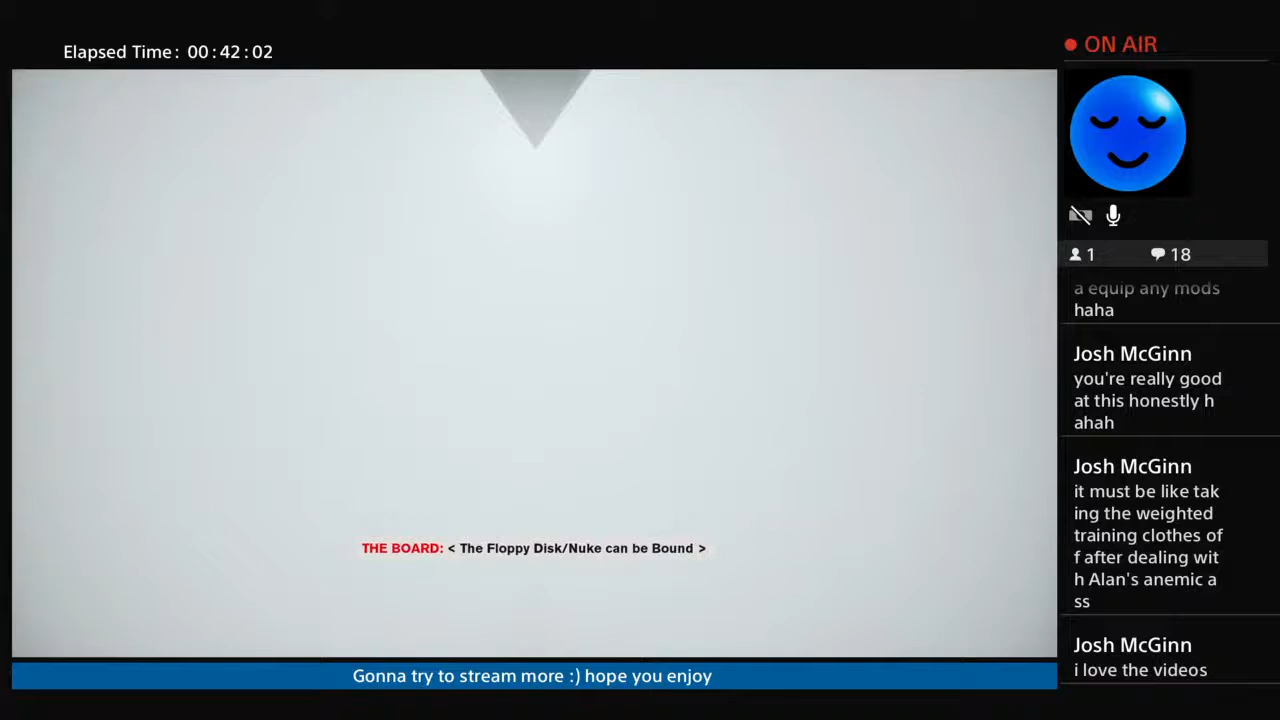 Elapsed Time: 00:42:02
ON AIR
1 18
a equip any mods
haha
Josh McGinn
you're really good
at this honestly h
ahah
Josh McGinn
it must be like tak
ing the weighted
training clothes of
f after dealing wit
h Alan's anemic a
ss
Josh McGinn
i love the videos
THE BOARD: < The Floppy Disk/Nuke can be Bound >
Gonna try to stream more :) hope you enjoy